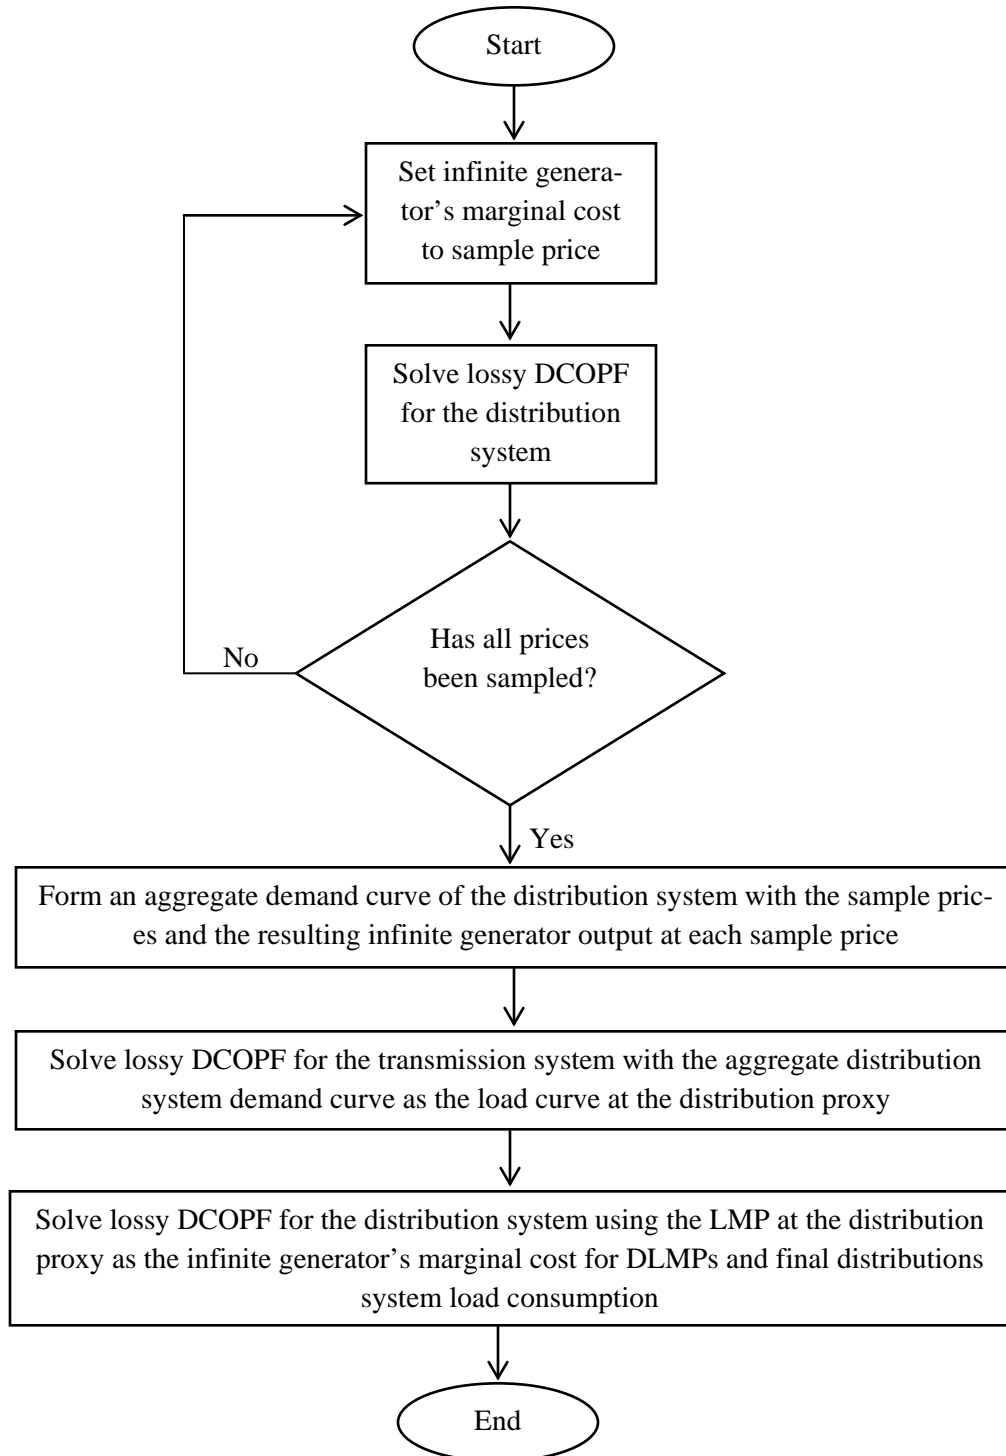 Start
Set infinite genera-
tor’s marginal cost
to sample price
Solve lossy DCOPF
for the distribution
system
Has all prices
been sampled?
No
Yes
Form an aggregate demand curve of the distribution system with the sample pric-
es and the resulting infinite generator output at each sample price
Solve lossy DCOPF for the transmission system with the aggregate distribution
system demand curve as the load curve at the distribution proxy
Solve lossy DCOPF for the distribution system using the LMP at the distribution
proxy as the infinite generator’s marginal cost for DLMPs and final distributions
system load consumption
End